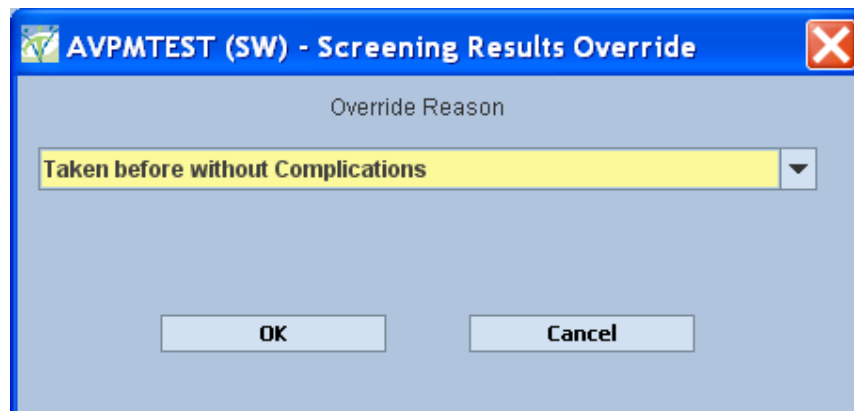 AVPMTEST (SW) - Screening Results Override
Override Reason
Taken before without Complications
OK Cancel